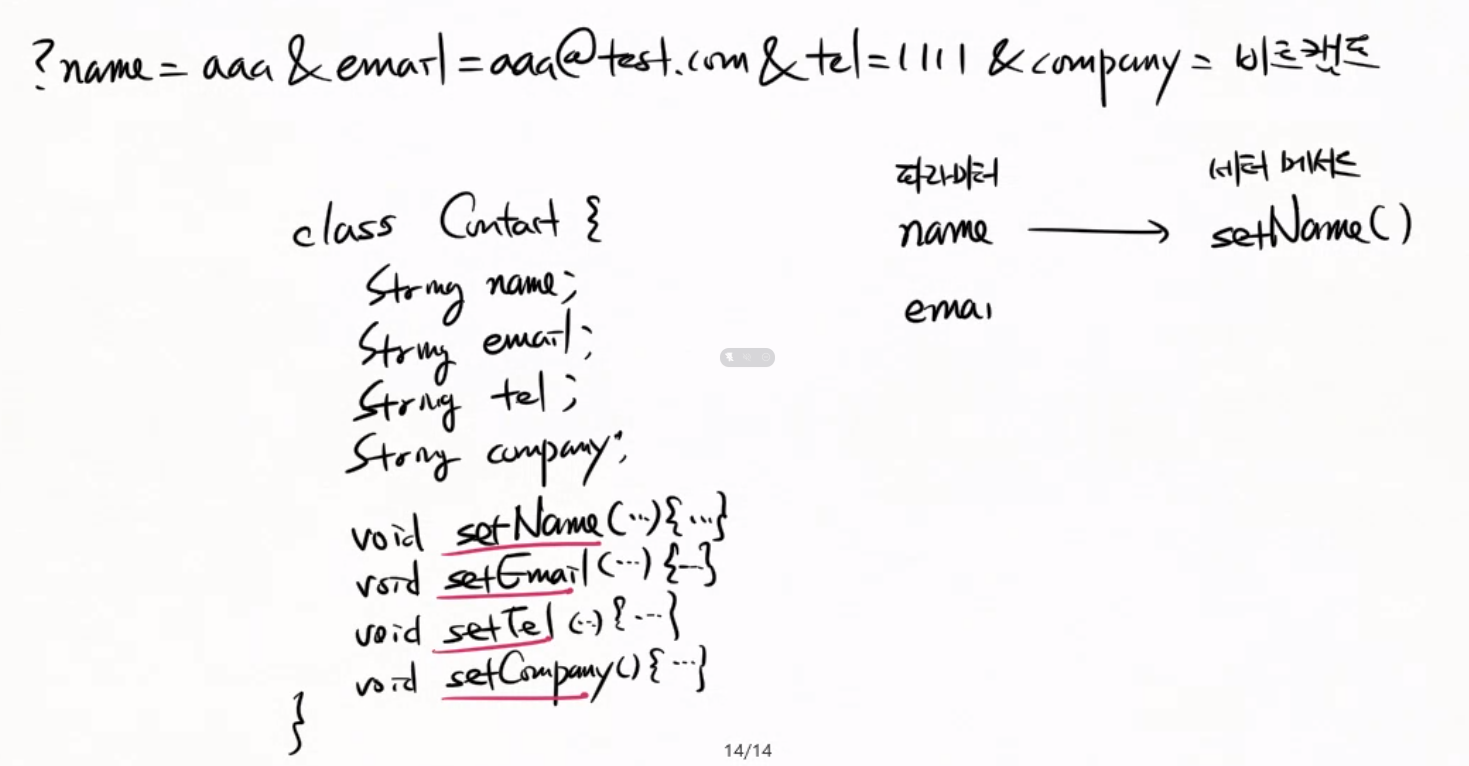 ?name=aaa&email=aaa@test.com&tel=1111&company=비트캠프
class Contact {
String name;
String email;
String tel;
String company;
void setName(…){…}
void setEmail(…){…}
void setTel(…){…}
void setCompany(){…}
}
파라미터
세터 메서드
name → setName()
emai
14/14